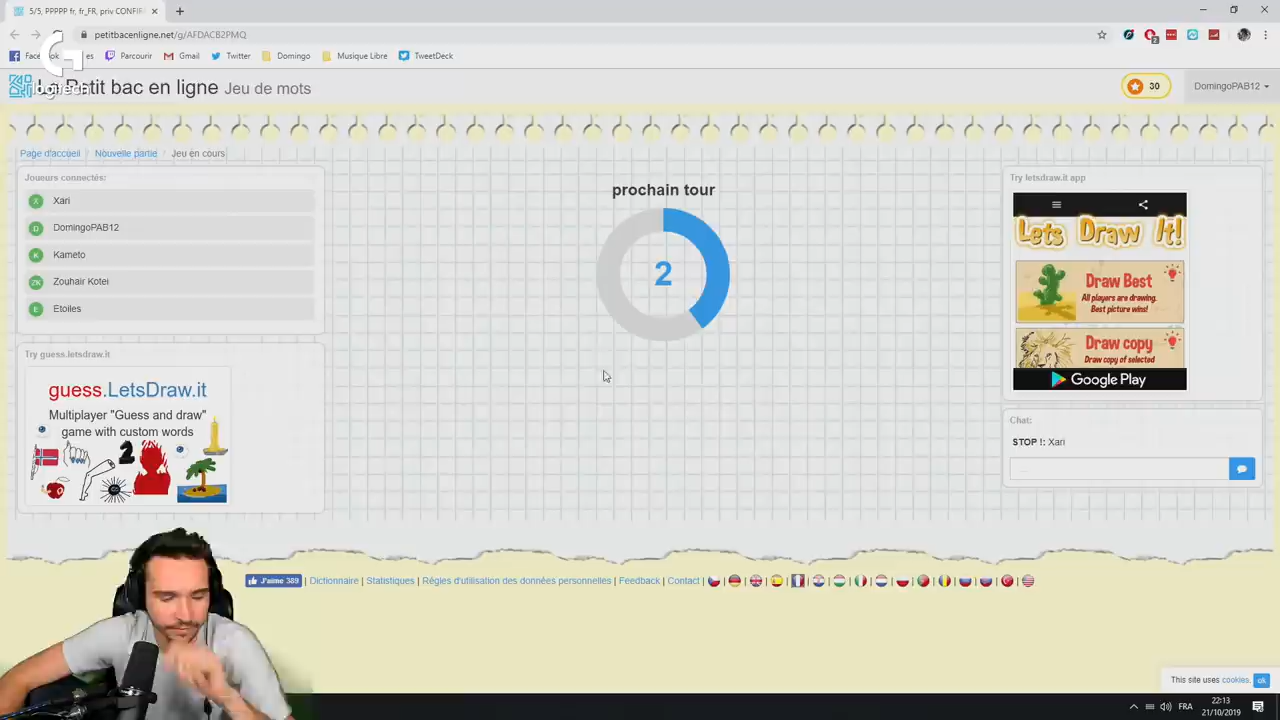 5/5, PPPPP fr, fr_FR, priv CONFIR
petitbacenligne.net/g/AFDACB2PMQ
Parcourir
Gmail
Twitter
Domingo
Musique Libre
TweetDeck
logitech
Petit bac en ligne Jeu de mots
30
DomingoPAB12
Page d'accueil / Nouvelle partie / Jeu en cours
Joueurs connectés:
X Xari
D DomingoPAB12
K Kameto
ZK Zouhair Kotei
E Etoiles
Try guess.letsdraw.it
guess.LetsDraw.it
Multiplayer "Guess and draw"
game with custom words
prochain tour
2
Try letsdraw.it app
Lets Draw It!
Draw Best
All players are drawing.
Best picture wins!
Draw copy
Draw copy of selected
Google Play
Chat:
STOP !: Xari
J'aime 389 | Dictionnaire | Statistiques | Régles d'utilisation des données personnelles | Feedback | Contact |
This site uses cookies. ok
FRA
22:13
21/10/2019